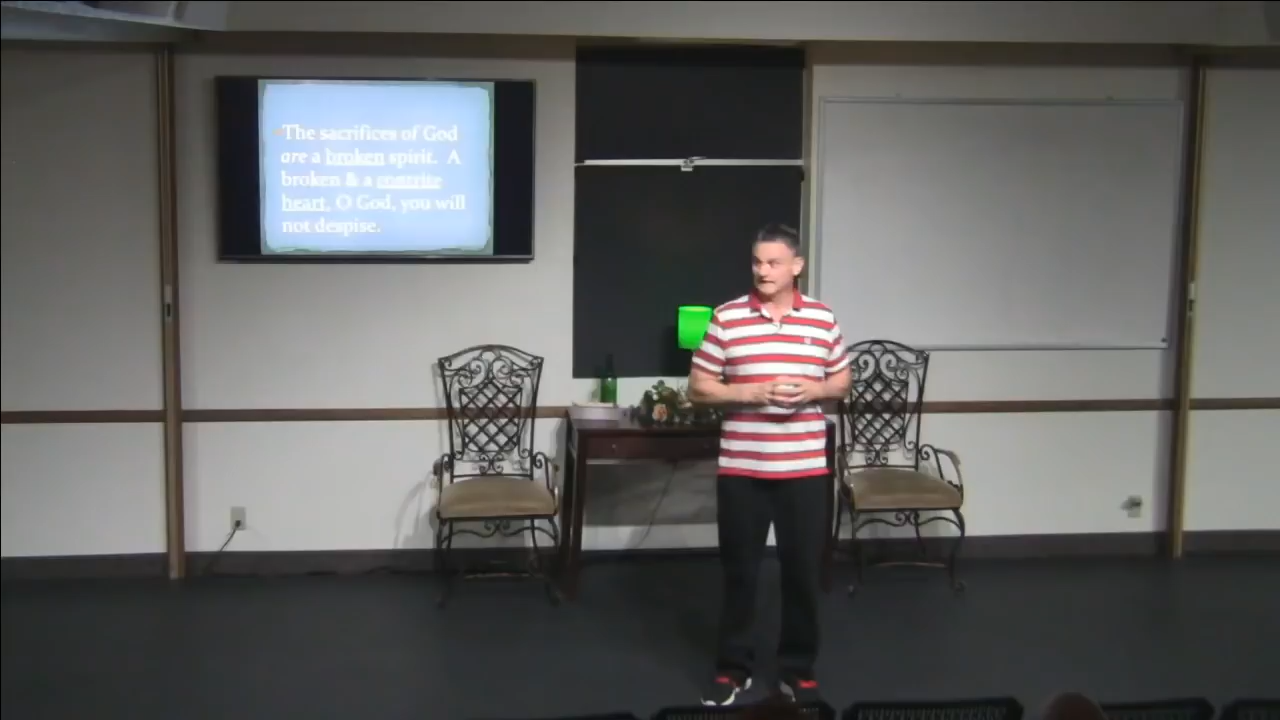 The sacrifices of God
are a broken spirit. A
broken & a contrite
heart, O God, you will
not despise.